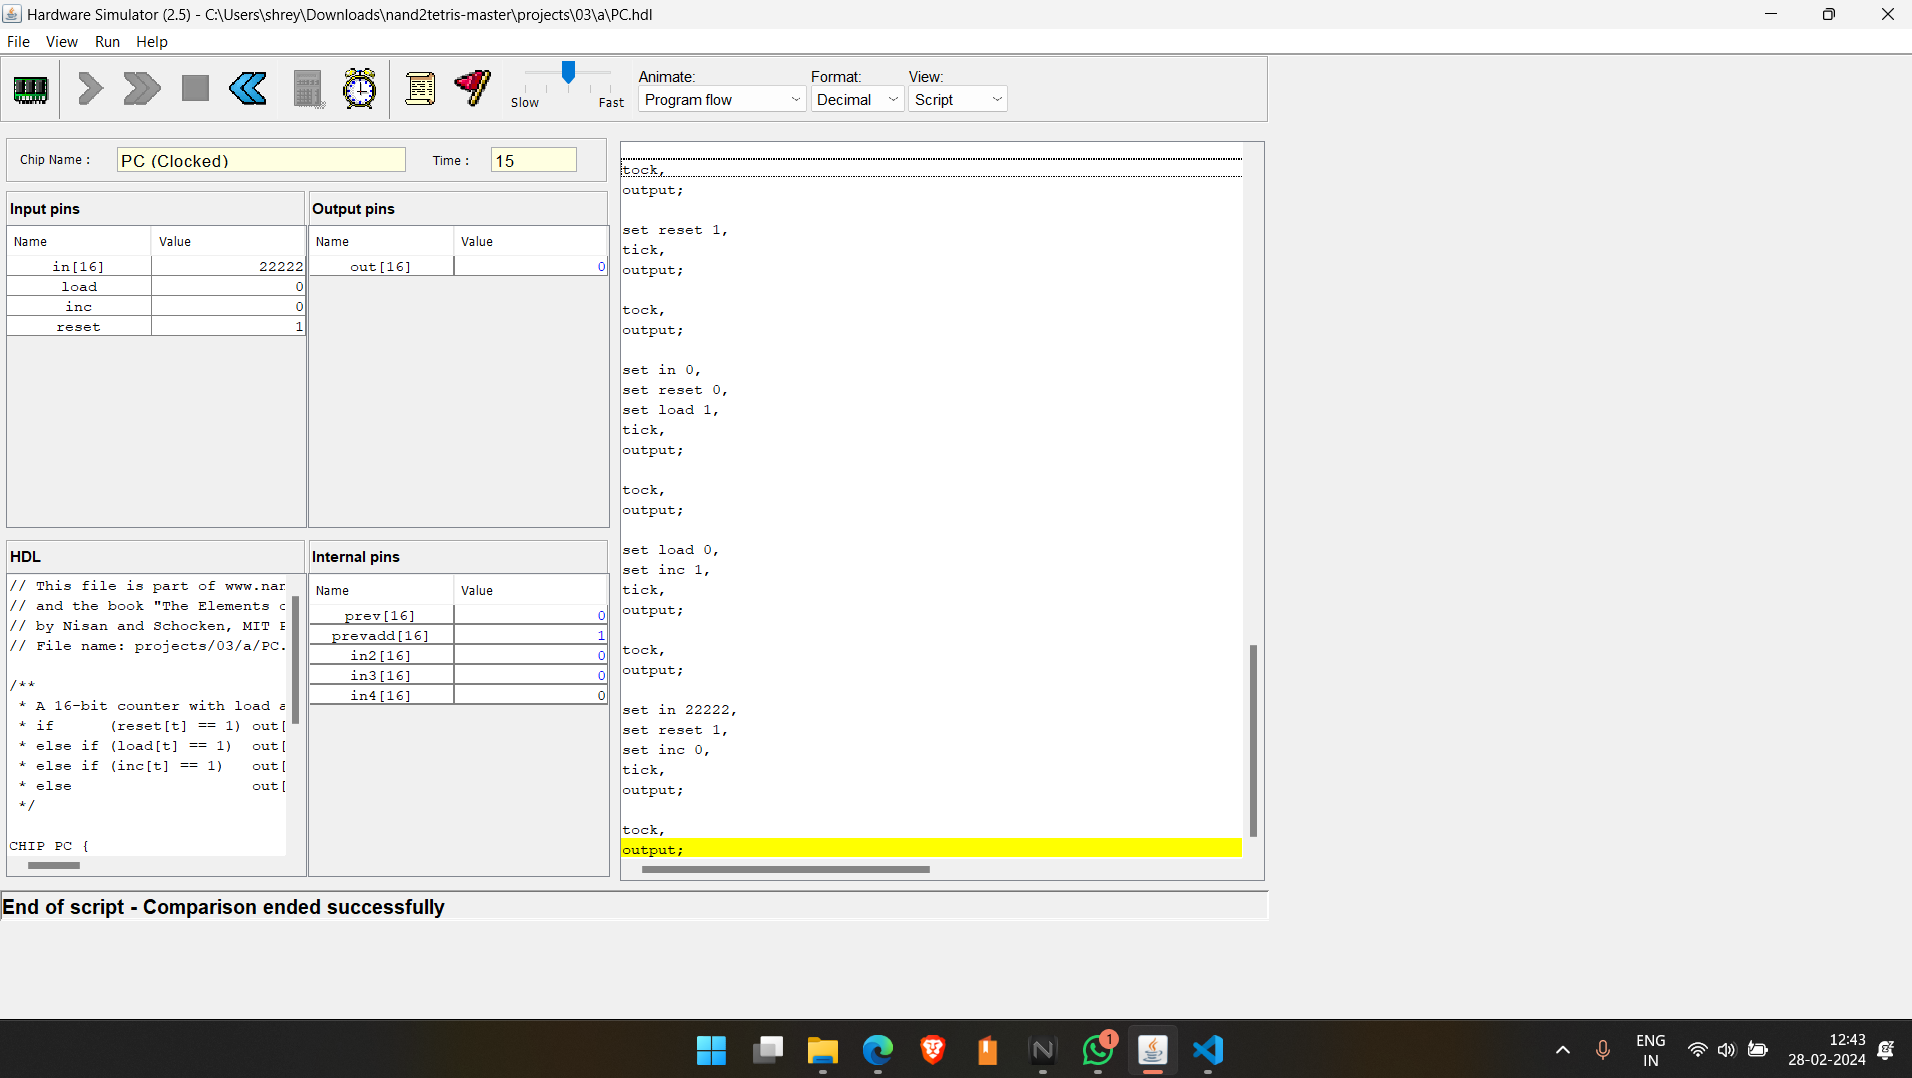 Hardware Simulator (2.5) - C:\Users\shrey\Downloads\nand2tetris-master\projects\03\a\PC.hdl
File View Run Help
Slow Fast
Animate: Format: View:
Program flow Decimal Script
Chip Name : PC (Clocked) Time : 15
Input pins
Name Value
in[16] 22222
load 0
inc 0
reset 1
Output pins
Name Value
out[16] 0
HDL
// This file is part of www.nan
// and the book "The Elements o
// by Nisan and Schocken, MIT P
// File name: projects/03/a/PC.
/**
* A 16-bit counter with load a
* if (reset[t] == 1) out[
* else if (load[t] == 1) out[
* else if (inc[t] == 1) out[
* else out[
*/
CHIP PC {
Internal pins
Name Value
prev[16] 0
prevadd[16] 1
in2[16] 0
in3[16] 0
in4[16] 0
tock,
output;
set reset 1,
tick,
output;
tock,
output;
set in 0,
set reset 0,
set load 1,
tick,
output;
tock,
output;
set load 0,
set inc 1,
tick,
output;
tock,
output;
set in 22222,
set reset 1,
set inc 0,
tick,
output;
tock,
output;
End of script - Comparison ended successfully
1
ENG
IN
12:43
28-02-2024